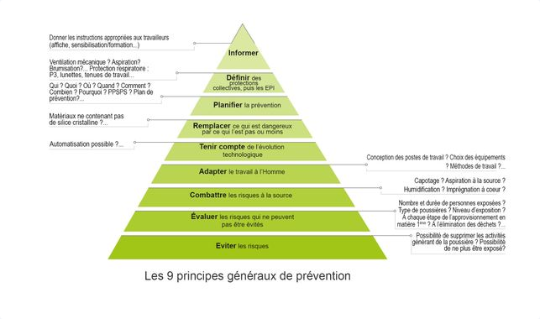 Donner les instructions appropriées aux travailleurs
(affiche, sensibilisation/formation...)
Informer
Ventilation mécanique ? Aspiration?
Brumisation?... Protection respiratoire :
P3, lunettes, tenues de travail...
Définir des
protections
collectives, puis les EPI
Qui ? Quoi ? Où ? Quand ? Comment ?
Combien ? Pourquoi ? PPSPS ? Plan de
prévention?...
Planifier la prévention
Matériaux ne contenant pas
de silice cristalline ?...
Remplacer ce qui est dangereux
par ce qui l'est pas ou moins
Automatisation possible ?...
Tenir compte de l'évolution
technologique
Conception des postes de travail ? Choix des équipements
? Méthodes de travail ?...
Adapter le travail à l'Homme
Capotage ? Aspiration à la source ?
Humidification ? Imprégnation à coeur ?
Combattre les risques à la source
Nombre et durée de personnes exposées ?
Type de poussières ? Niveau d'exposition ?
A chaque étape de l'approvisionnement en
matière 1ère ? A l'élimination des déchets ?...
Évaluer les risques qui ne peuvent
pas être évités
Possibilité de supprimer les activités
générant de la poussière ? Possibilité
de ne plus être exposé?
Eviter les risques
Les 9 principes généraux de prévention